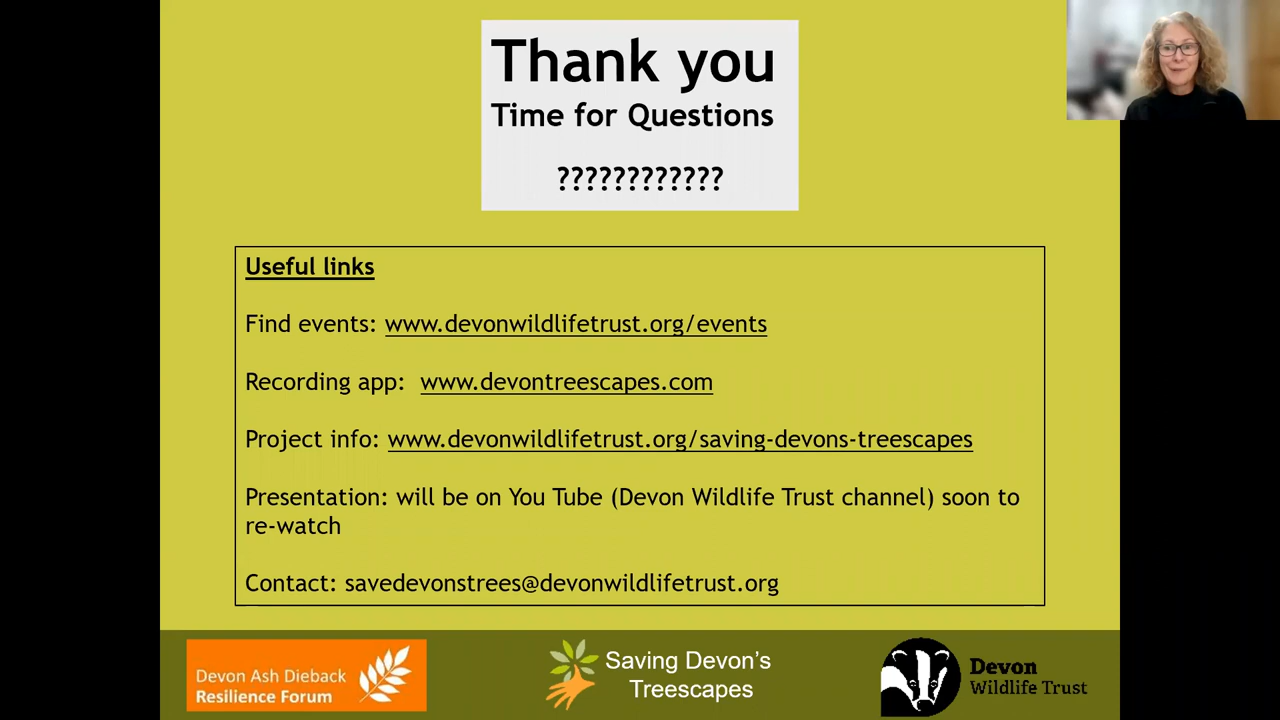 Thank you
Time for Questions
????????????
Useful links
Find events: www.devonwildlifetrust.org/events
Recording app: www.devontreescapes.com
Project info: www.devonwildlifetrust.org/saving-devons-treescapes
Presentation: will be on You Tube (Devon Wildlife Trust channel) soon to
re-watch
Contact: savedevonstrees@devonwildlifetrust.org
Devon Ash Dieback
Resilience Forum
Saving Devon's
Treescapes
Devon
Wildlife Trust